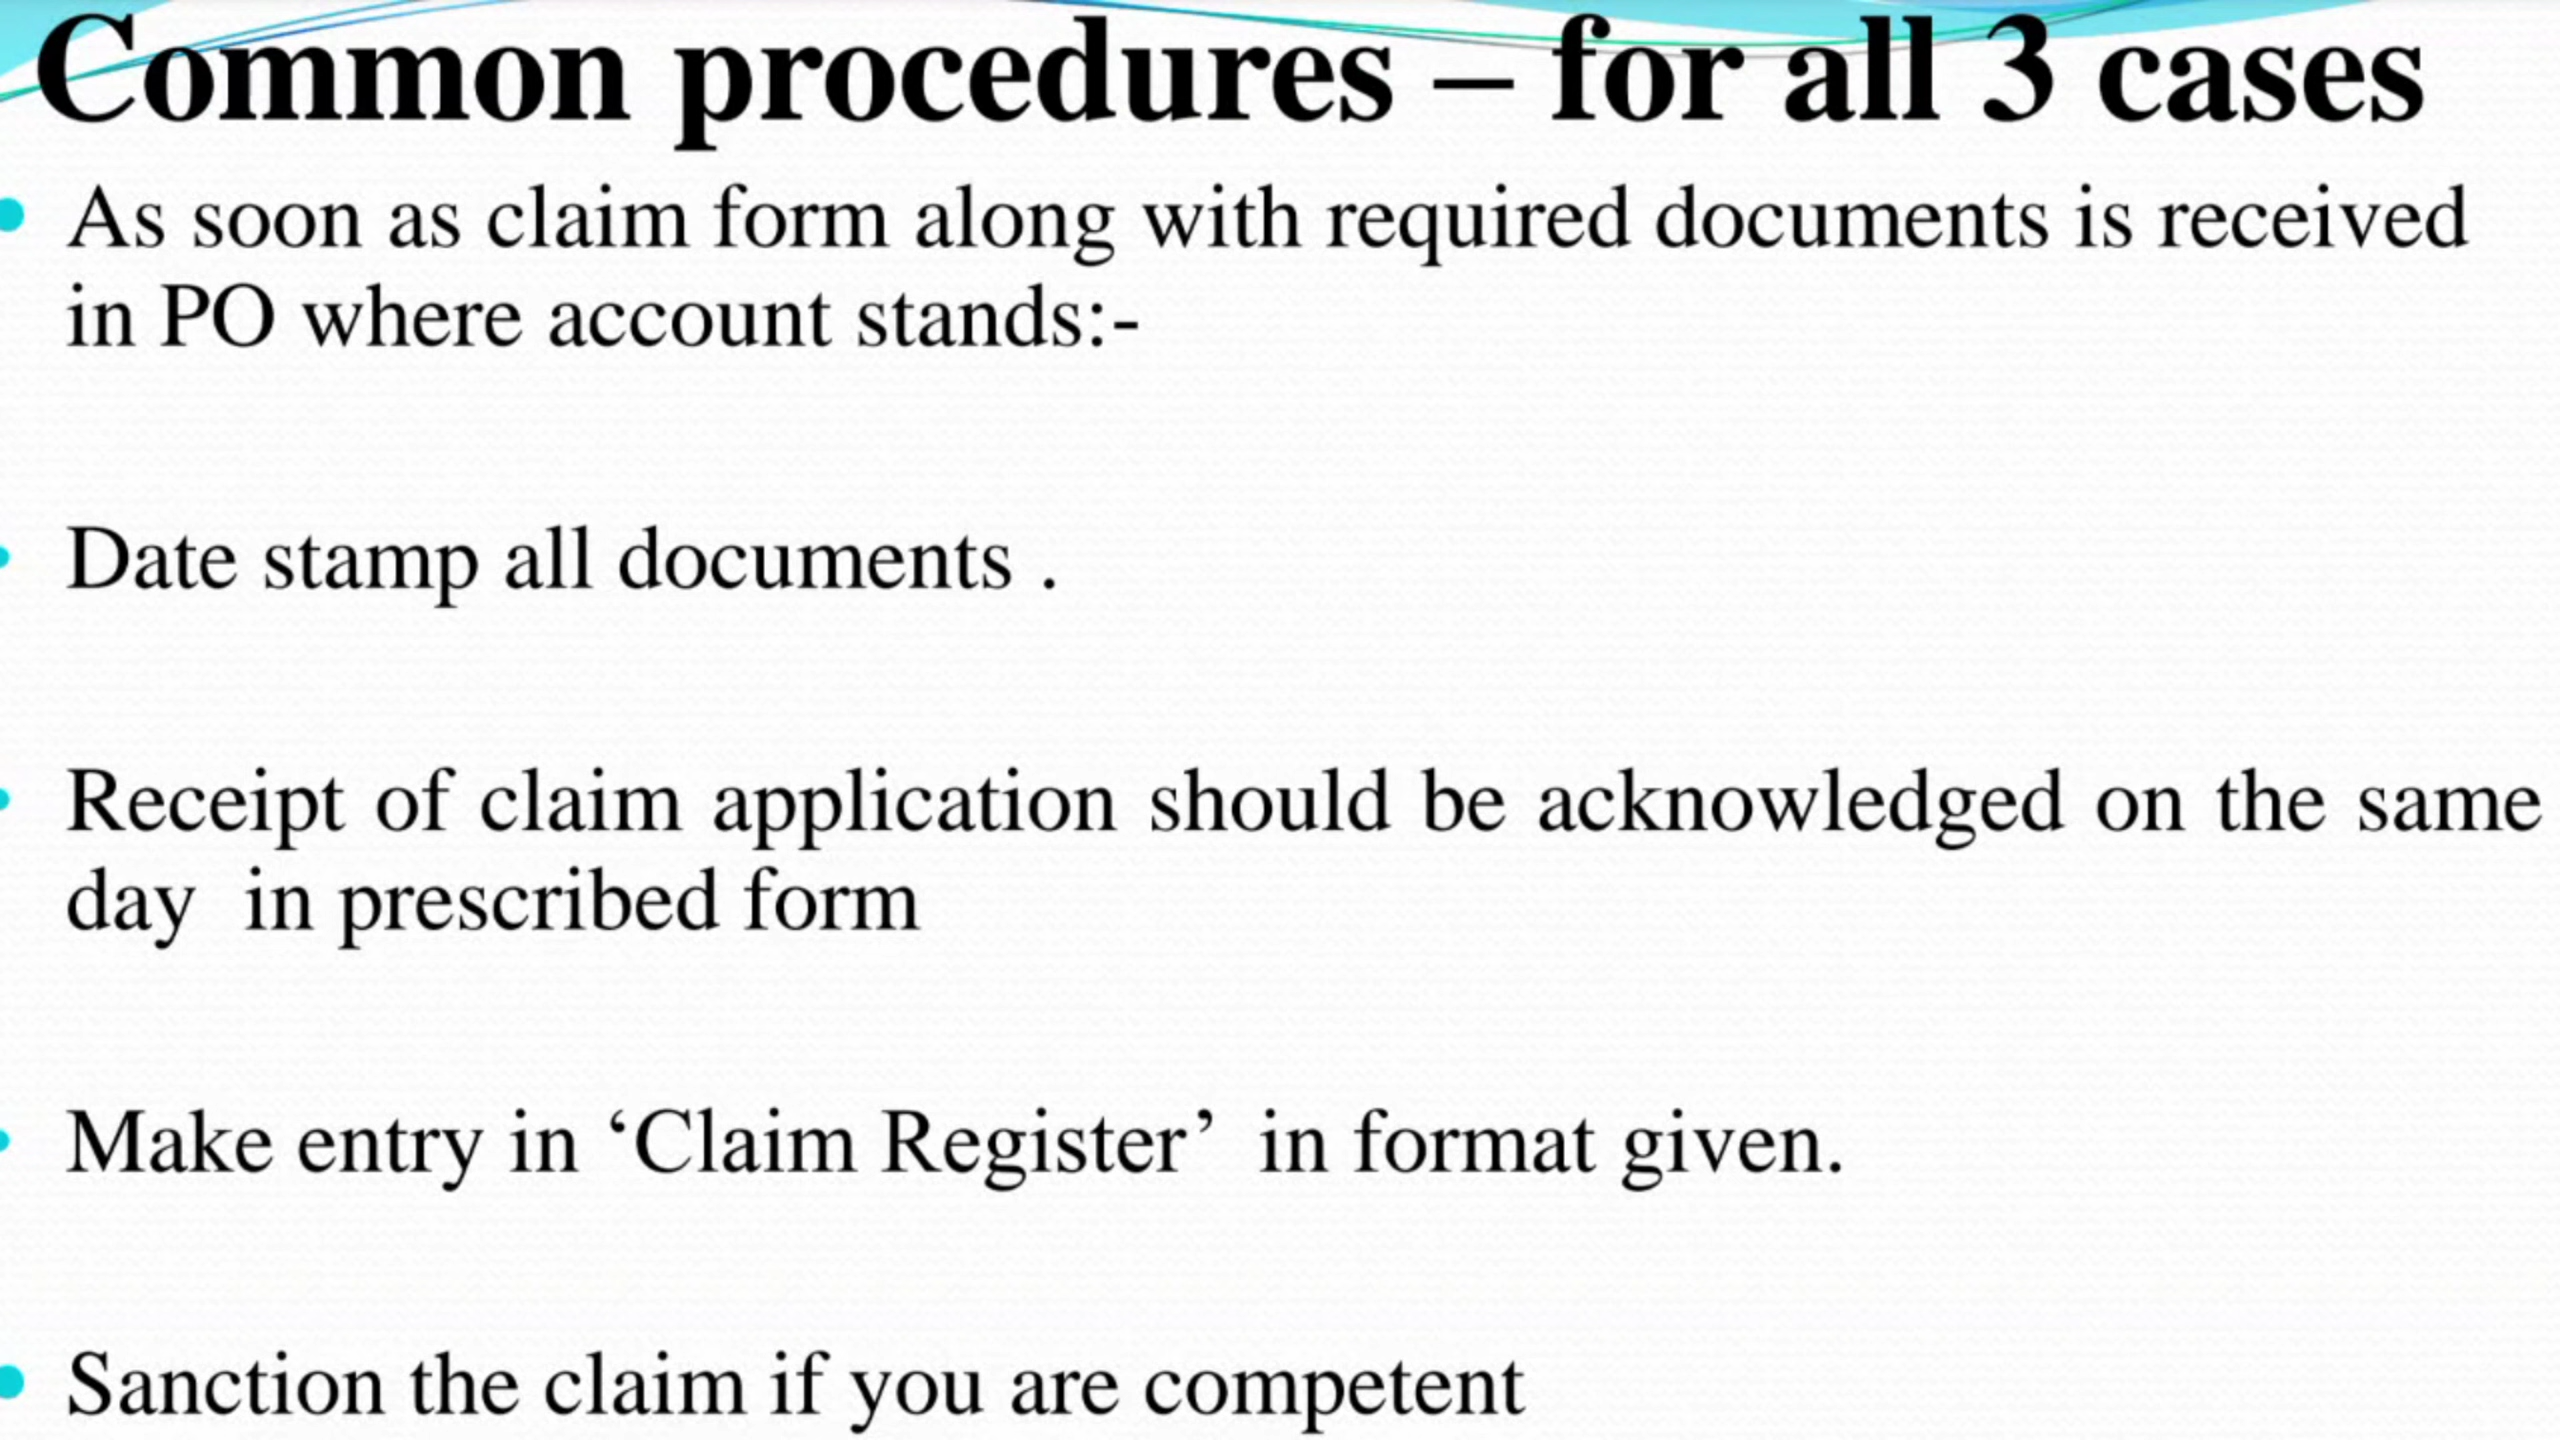 Common procedures – for all 3 cases
• As soon as claim form along with required documents is received
in PO where account stands:-
• Date stamp all documents .
• Receipt of claim application should be acknowledged on the same
day  in prescribed form
• Make entry in ‘Claim Register’  in format given.
• Sanction the claim if you are competent